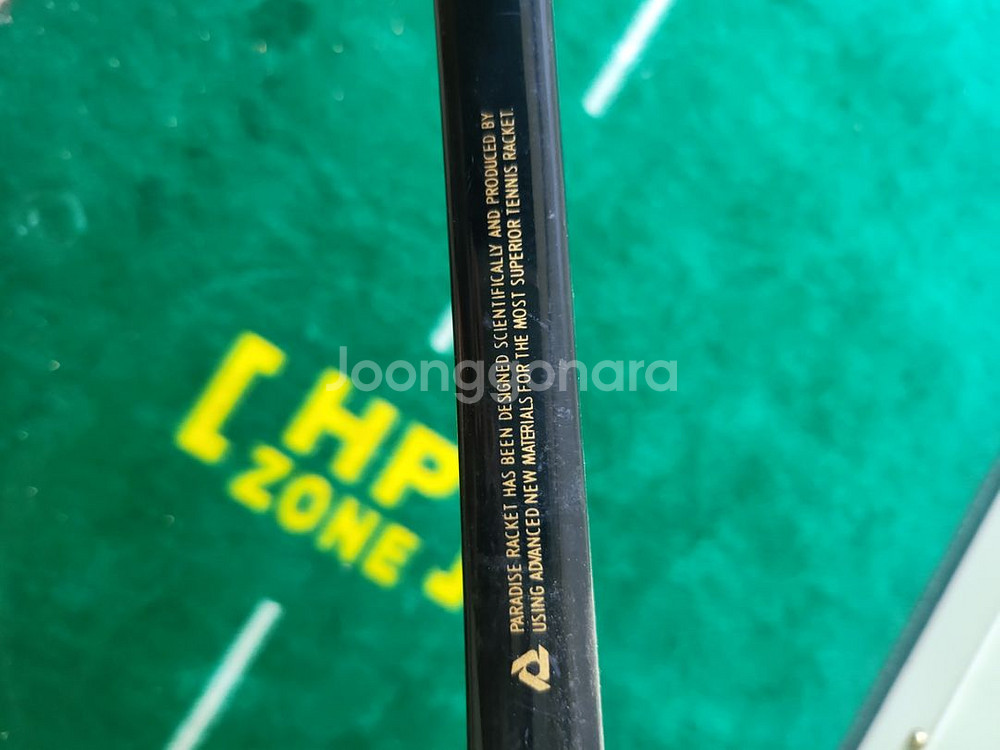 PARADISE RACKET HAS BEEN DESIGNED SCIENTIFICALLY AND PRODUCED BY
USING ADVANCED NEW MATERIALS FOR THE MOST SUPERIOR TENNIS RACKET.
[ HP
ZONE ]
Joonggonara